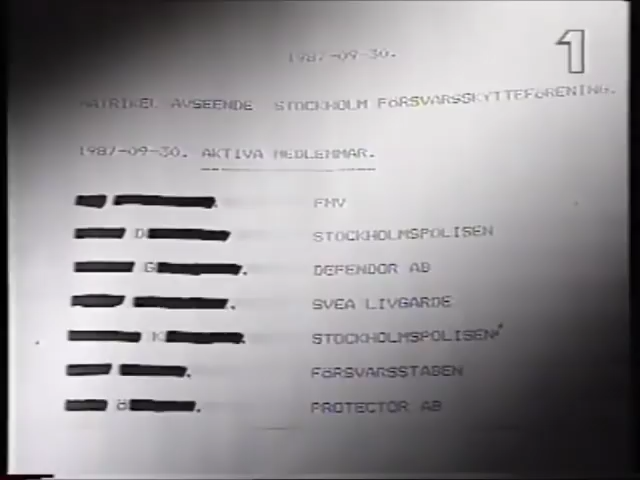 1
1987-09-30.
MATRIKEL AVSEENDE STOCKHOLM FÖRSVARSSKYTTEFÖRENING.
1987-09-30. AKTIVA MEDLEMMAR.
FMV
D STOCKHOLMSPOLISEN
G DEFENDOR AB
SVEA LIVGARDE
K STOCKHOLMSPOLISEN
FÖRSVARSSTABEN
Ö PROTECTOR AB